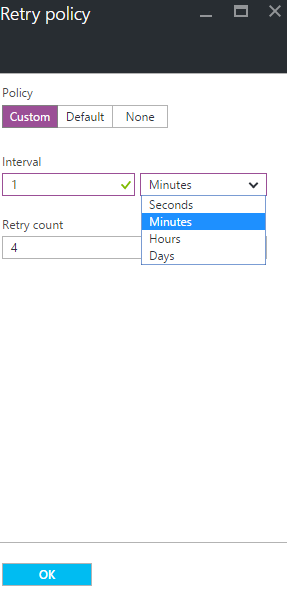 Retry policy
Policy
Custom Default None
Interval
1 Minutes
Seconds
Minutes
Retry count
Hours
4
Days
OK